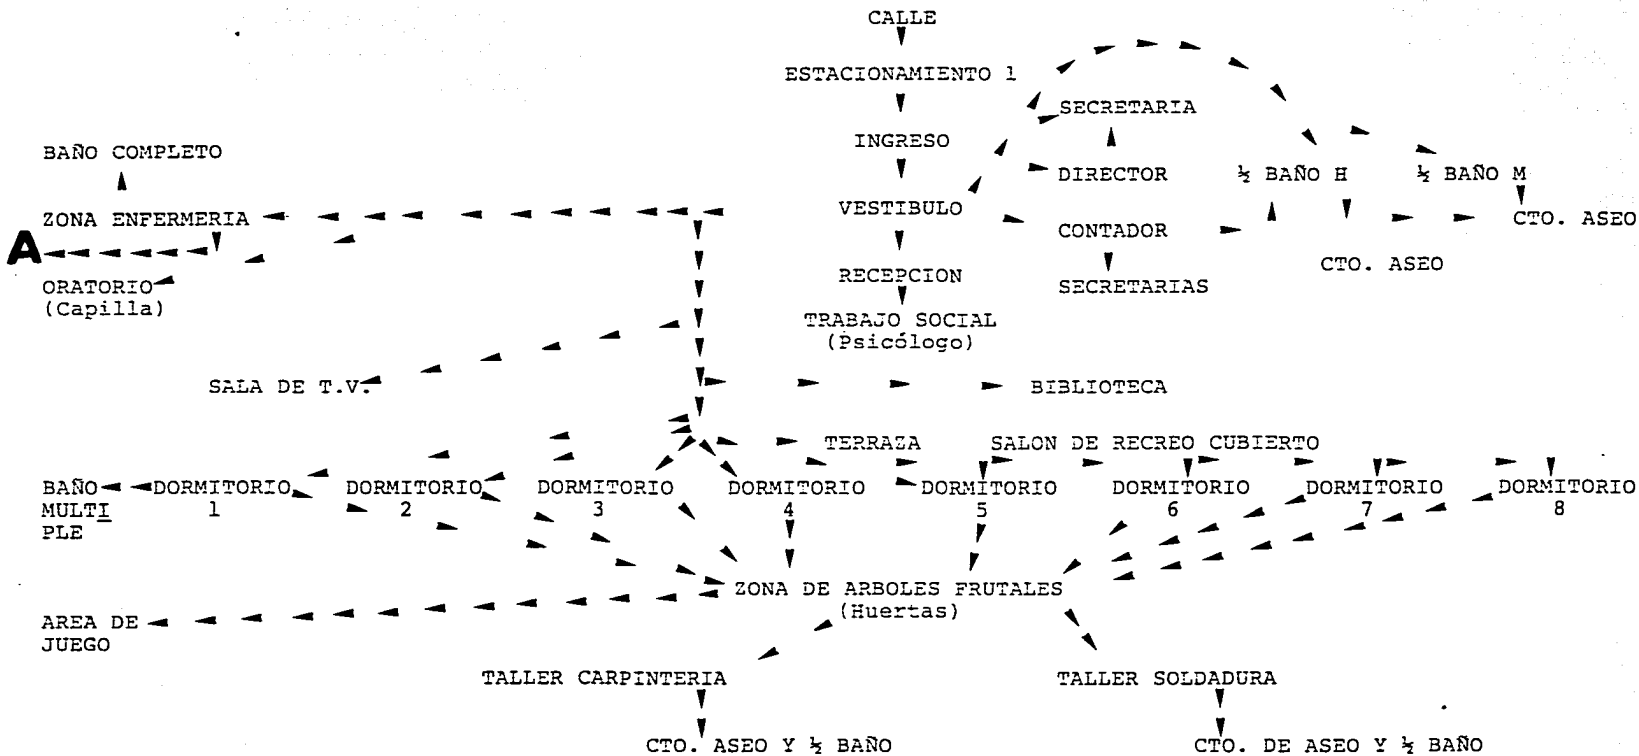 CALLE
ESTACIONAMIENTO 1
SECRETARIA
INGRESO
BAÑO COMPLETO
DIRECTOR
½ BAÑO H
½ BAÑO M
ZONA ENFERMERIA
VESTIBULO
CONTADOR
CTO. ASEO
A
CTO. ASEO
ORATORIO
(Capilla)
RECEPCION
SECRETARIAS
TRABAJO SOCIAL
(Psicólogo)
SALA DE T.V.
BIBLIOTECA
TERRAZA
SALON DE RECREO CUBIERTO
BAÑO
MULTI
PLE
DORMITORIO
1
DORMITORIO
2
DORMITORIO
3
DORMITORIO
4
DORMITORIO
5
DORMITORIO
6
DORMITORIO
7
DORMITORIO
8
ZONA DE ARBOLES FRUTALES
(Huertas)
AREA DE
JUEGO
TALLER CARPINTERIA
TALLER SOLDADURA
CTO. ASEO Y ½ BAÑO
CTO. DE ASEO Y ½ BAÑO